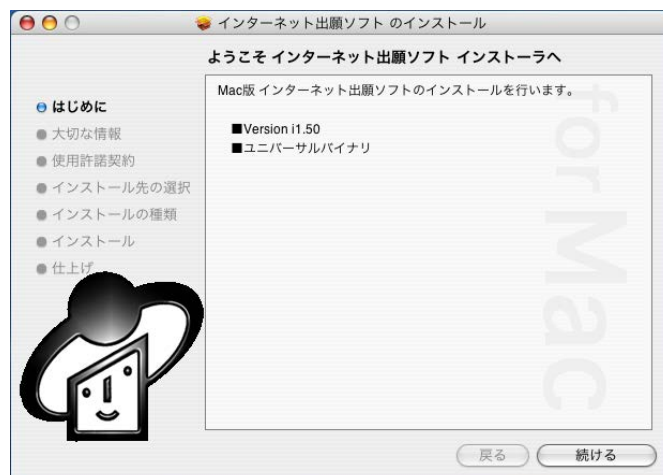 インターネット出願ソフト のインストール
ようこそ インターネット出願ソフト インストーラへ
はじめに
大切な情報
使用許諾契約
インストール先の選択
インストールの種類
インストール
仕上げ
Mac版 インターネット出願ソフトのインストールを行います。
■Version i1.50
■ユニバーサルバイナリ
for Mac
戻る
続ける